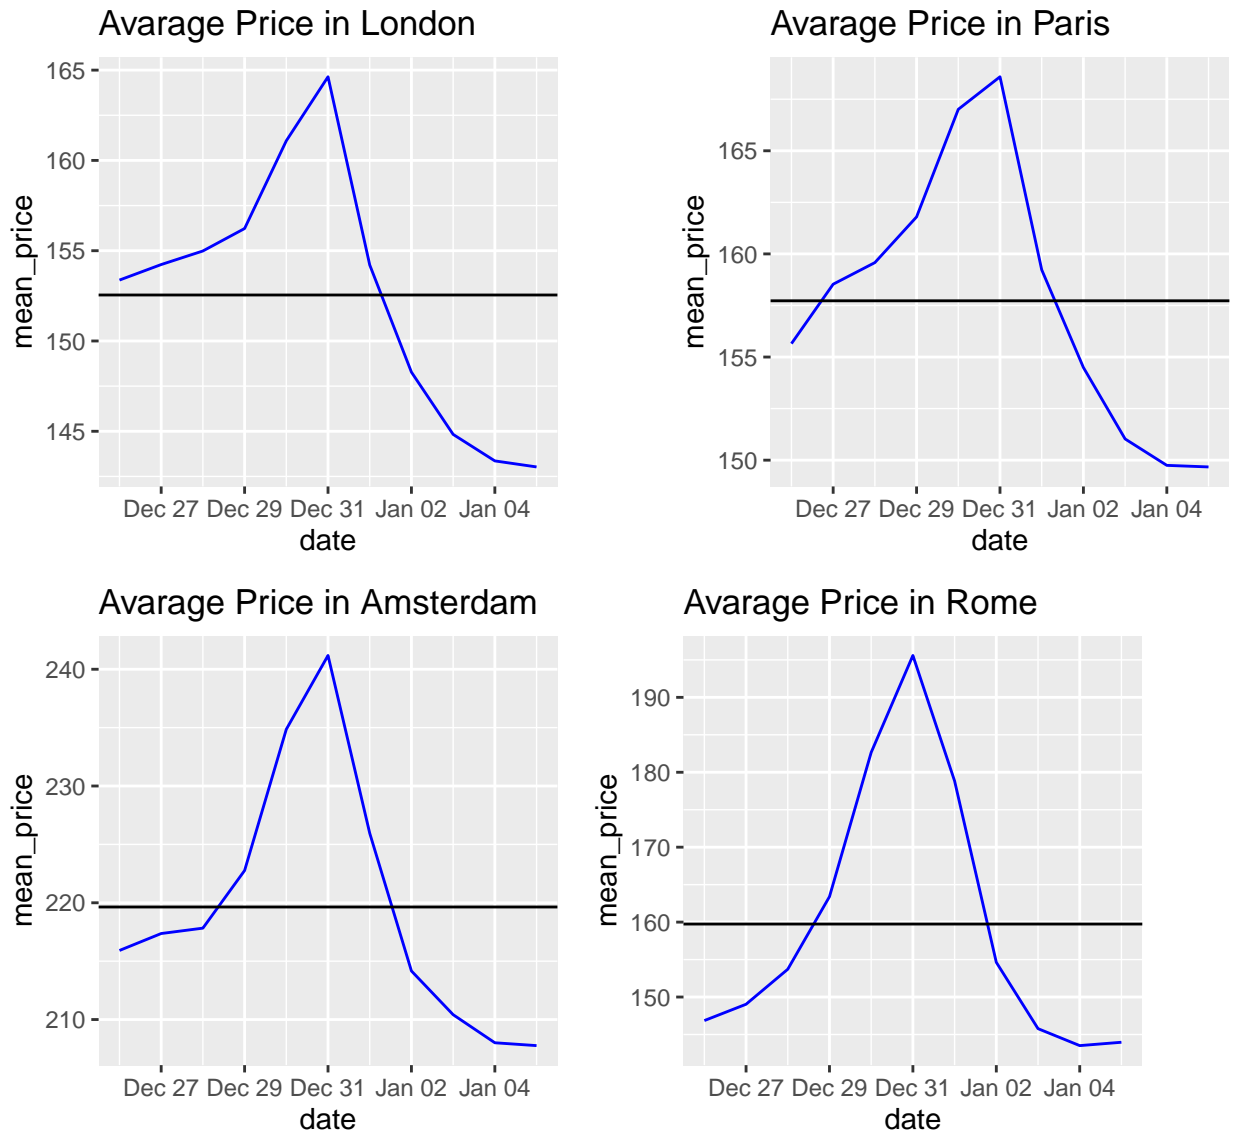 Avarage Price in London
165
160
155
150
145
mean_price
Dec 27 Dec 29 Dec 31 Jan 02 Jan 04
date
Avarage Price in Paris
165
160
155
150
mean_price
Dec 27 Dec 29 Dec 31 Jan 02 Jan 04
date
Avarage Price in Amsterdam
240
230
220
210
mean_price
Dec 27 Dec 29 Dec 31 Jan 02 Jan 04
date
Avarage Price in Rome
190
180
170
160
150
mean_price
Dec 27 Dec 29 Dec 31 Jan 02 Jan 04
date